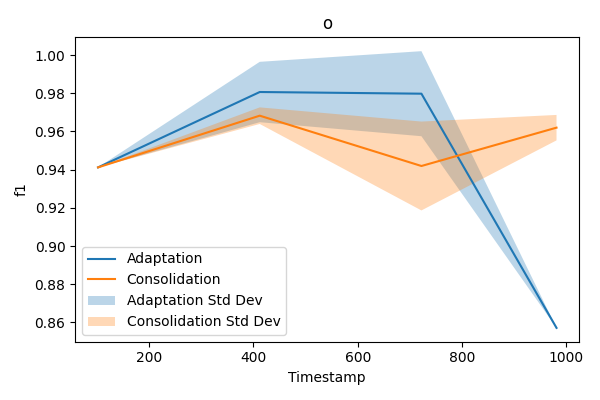 o
1.00
0.98
0.96
0.94
0.92
0.90
0.88
0.86
f1
Adaptation
Consolidation
Adaptation Std Dev
Consolidation Std Dev
200 400 600 800 1000
Timestamp